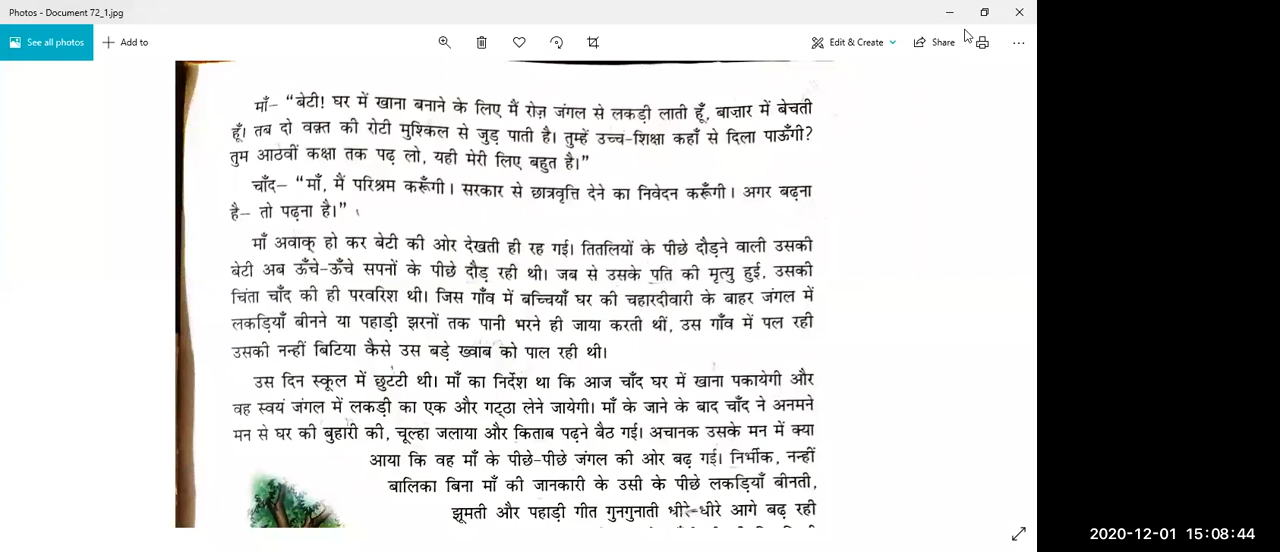 Photos - Document 72_1.jpg
See all photos
Add to
Edit & Create
Share
माँ– “बेटी! घर में खाना बनाने के लिए मैं रोज़ जंगल से लकड़ी लाती हूँ, बाज़ार में बेचती
हूँ। तब दो वक़्त की रोटी मुश्किल से जुड़ पाती है। तुम्हें उच्च-शिक्षा कहाँ से दिला पाऊँगी?
तुम आठवीं कक्षा तक पढ़ लो, यही मेरी लिए बहुत है।”
चाँद– “माँ, मैं परिश्रम करूँगी। सरकार से छात्रवृत्ति देने का निवेदन करूँगी। अगर बढ़ना
है– तो पढ़ना है।”
माँ अवाक् हो कर बेटी की ओर देखती ही रह गई। तितलियों के पीछे दौड़ने वाली उसकी
बेटी अब ऊँचे-ऊँचे सपनों के पीछे दौड़ रही थी। जब से उसके पति की मृत्यु हुई, उसकी
चिंता चाँद की ही परवरिश थी। जिस गाँव में बच्चियाँ घर की चहारदीवारी के बाहर जंगल में
लकड़ियाँ बीनने या पहाड़ी झरनों तक पानी भरने ही जाया करती थीं, उस गाँव में पल रही
उसकी नन्हीं बिटिया कैसे उस बड़े ख्वाब को पाल रही थी।
उस दिन स्कूल में छुट्टी थी। माँ का निर्देश था कि आज चाँद घर में खाना पकायेगी और
वह स्वयं जंगल में लकड़ी का एक और गट्ठा लेने जायेगी। माँ के जाने के बाद चाँद ने अनमने
मन से घर की बुहारी की, चूल्हा जलाया और किताब पढ़ने बैठ गई। अचानक उसके मन में क्या
आया कि वह माँ के पीछे-पीछे जंगल की ओर बढ़ गई। निर्भीक, नन्हीं
बालिका बिना माँ की जानकारी के उसी के पीछे लकड़ियाँ बीनती,
झूमती और पहाड़ी गीत गुनगुनाती धीरे-धीरे आगे बढ़ रही
2020-12-01 15:08:44